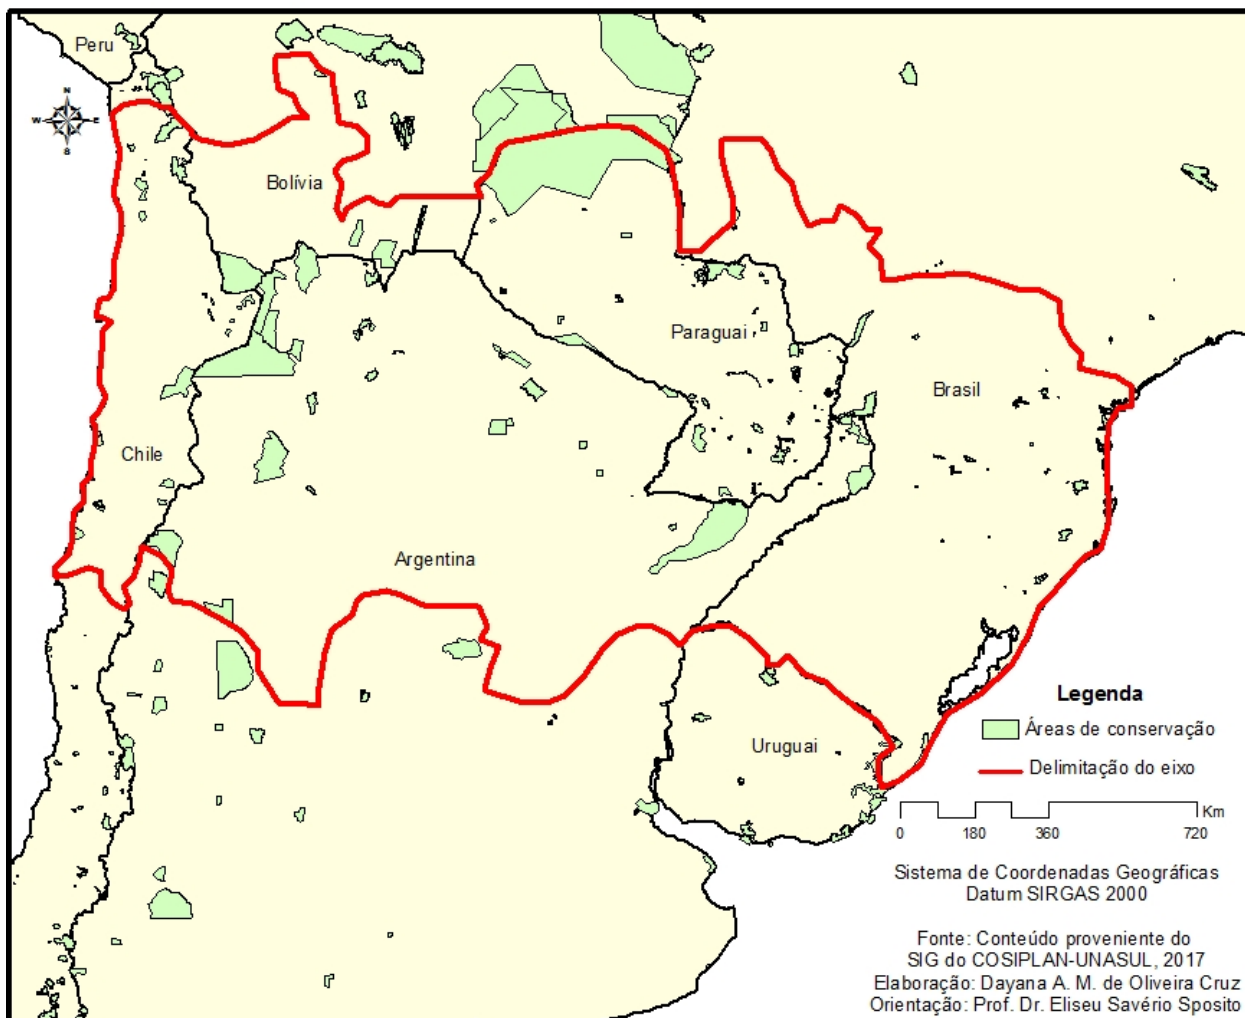 Peru
N
W
E
S
Bolívia
Paraguai
Brasil
Chile
Argentina
Uruguai
Legenda
Áreas de conservação
Delimitação do eixo
Km
0 180 360 720
Sistema de Coordenadas Geográficas
Datum SIRGAS 2000
Fonte: Conteúdo proveniente do
SIG do COSIPLAN-UNASUL, 2017
Elaboração: Dayana A. M. de Oliveira Cruz
Orientação: Prof. Dr. Eliseu Savério Sposito